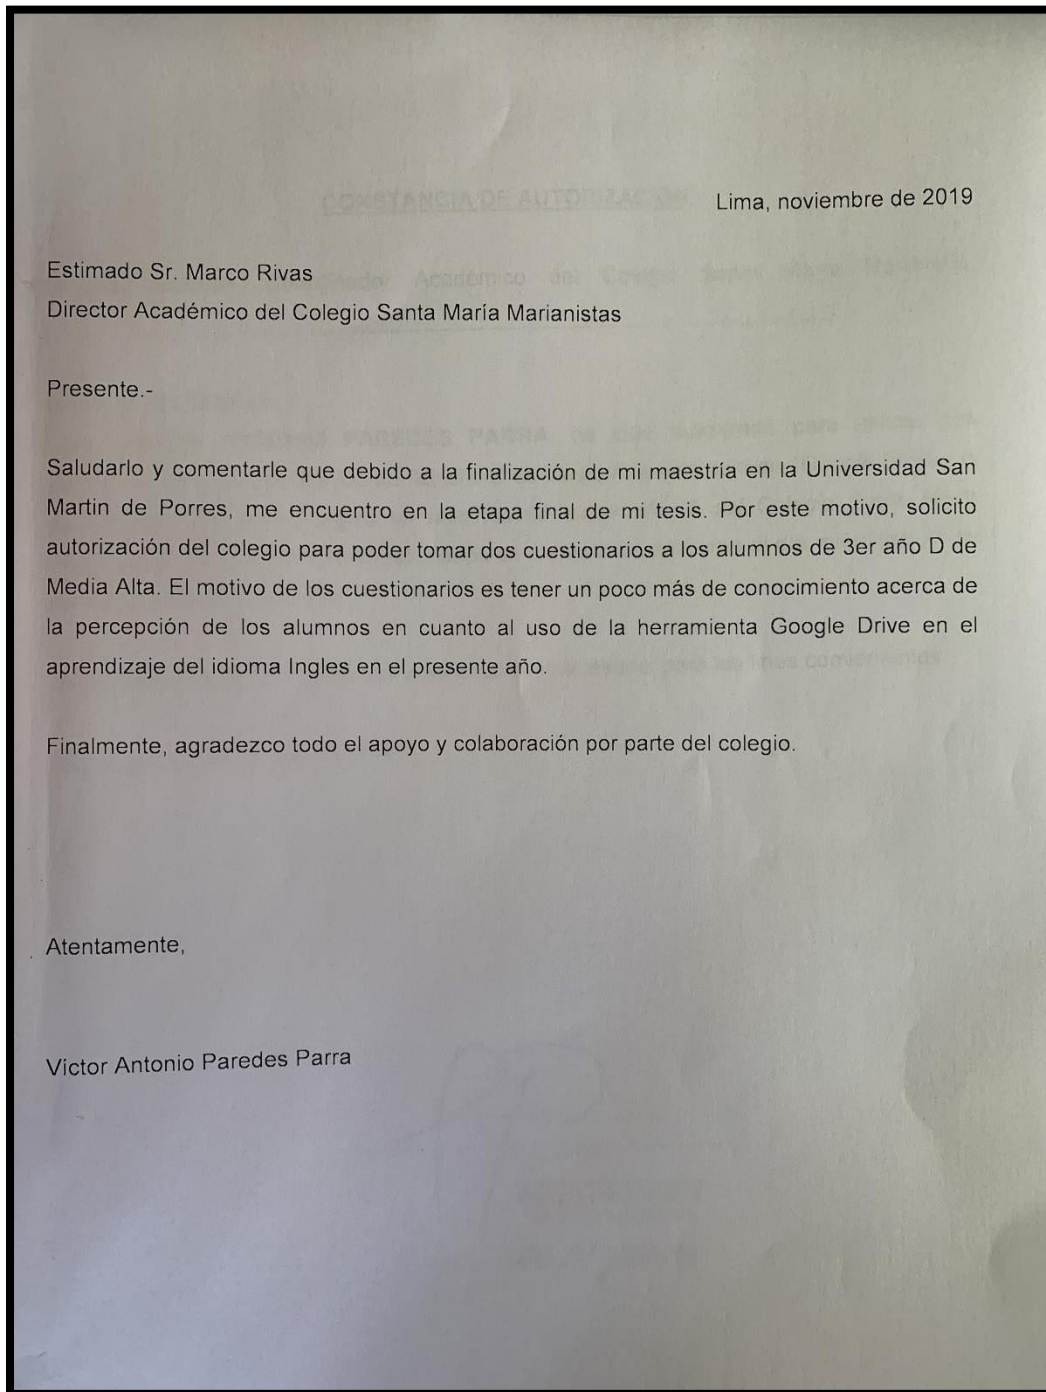 Lima, noviembre de 2019
Estimado Sr. Marco Rivas
Director Académico del Colegio Santa María Marianistas
Presente.-
Saludarlo y comentarle que debido a la finalización de mi maestría en la Universidad San
Martin de Porres, me encuentro en la etapa final de mi tesis. Por este motivo, solicito
autorización del colegio para poder tomar dos cuestionarios a los alumnos de 3er año D de
Media Alta. El motivo de los cuestionarios es tener un poco más de conocimiento acerca de
la percepción de los alumnos en cuanto al uso de la herramienta Google Drive en el
aprendizaje del idioma Ingles en el presente año.
Finalmente, agradezco todo el apoyo y colaboración por parte del colegio.
Atentamente,
Víctor Antonio Paredes Parra